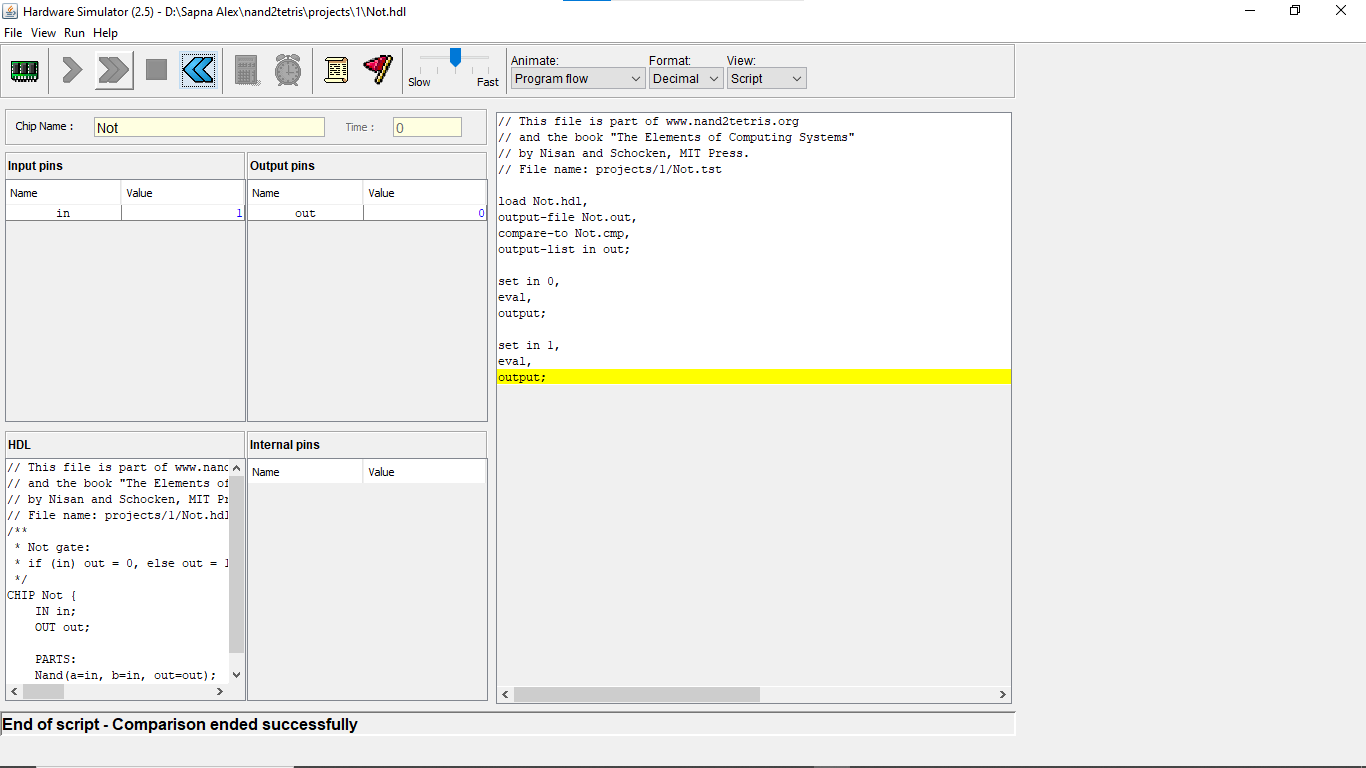 Hardware Simulator (2.5) - D:\Sapna Alex\nand2tetris\projects\1\Not.hdl
File View Run Help
Slow Fast
Animate: Format: View:
Program flow Decimal Script
Chip Name : Not Time : 0
Input pins
Name Value
in 1
Output pins
Name Value
out 0
HDL
// This file is part of www.nand
// and the book "The Elements of
// by Nisan and Schocken, MIT Pr
// File name: projects/1/Not.hdl
/**
* Not gate:
* if (in) out = 0, else out = 1
*/
CHIP Not {
IN in;
OUT out;
PARTS:
Nand(a=in, b=in, out=out);
Internal pins
Name Value
// This file is part of www.nand2tetris.org
// and the book "The Elements of Computing Systems"
// by Nisan and Schocken, MIT Press.
// File name: projects/1/Not.tst
load Not.hdl,
output-file Not.out,
compare-to Not.cmp,
output-list in out;
set in 0,
eval,
output;
set in 1,
eval,
output;
End of script - Comparison ended successfully